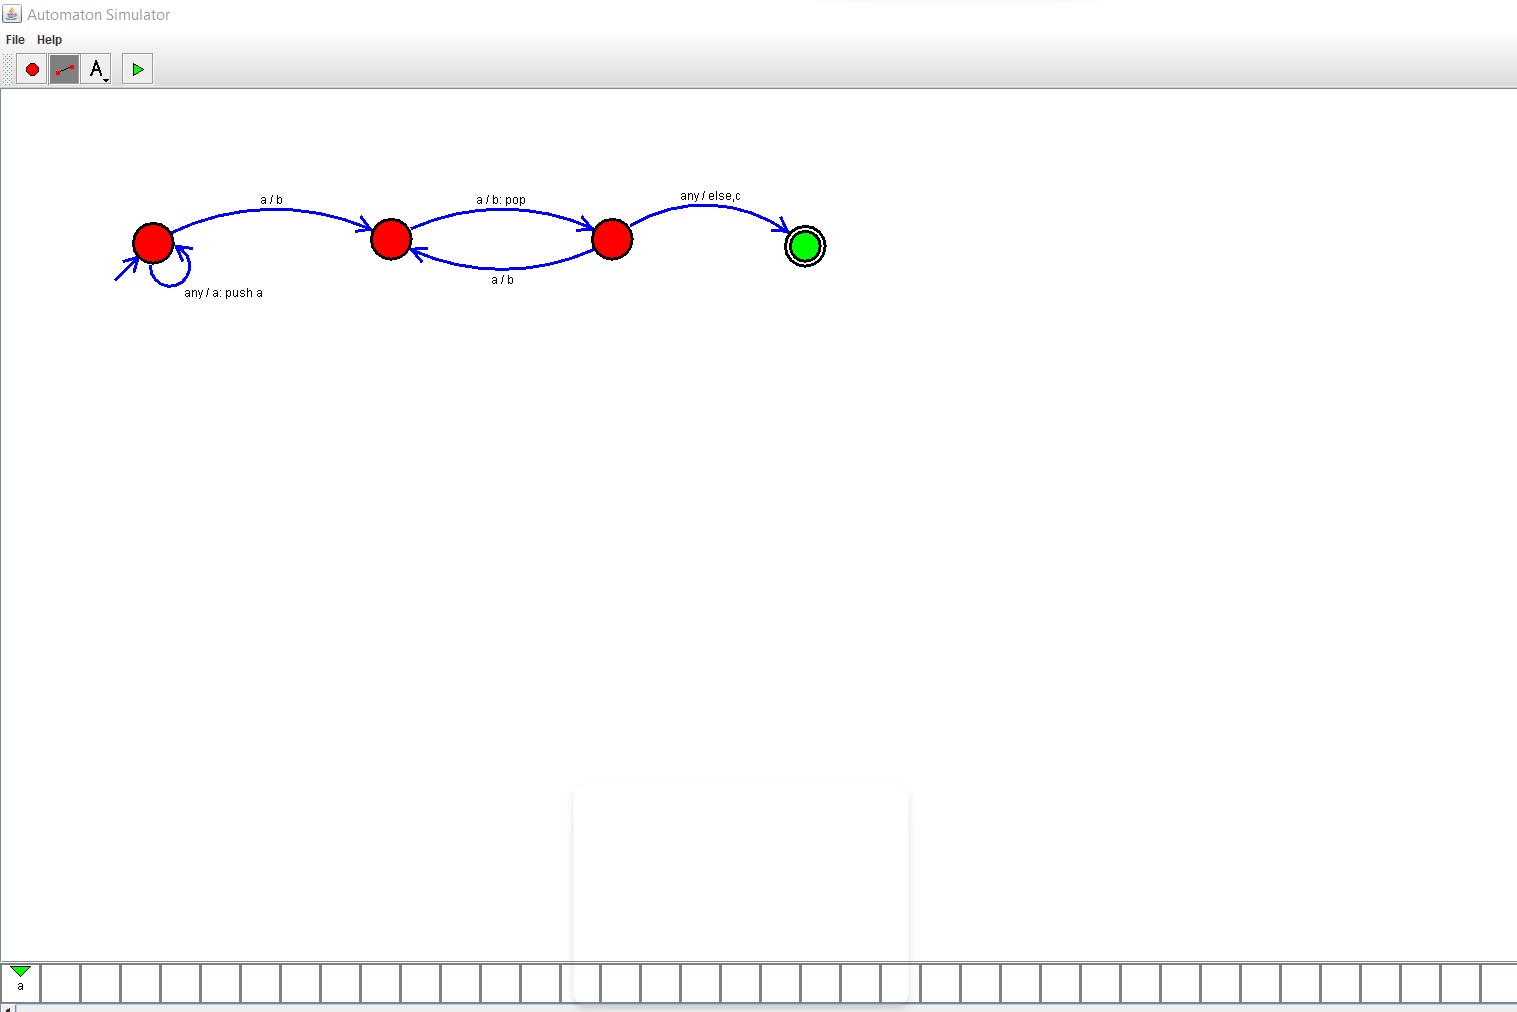 Automaton Simulator
File Help
A
a / b
a / b: pop
any / else,c
a / b
any / a: push a
a